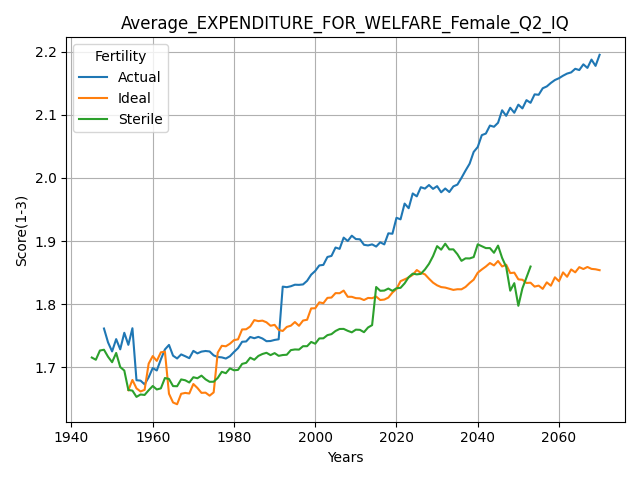 Average_EXPENDITURE_FOR_WELFARE_Female_Q2_IQ
Fertility
Actual
Ideal
Sterile
Score(1-3)
2.2
2.1
2.0
1.9
1.8
1.7
1940 1960 1980 2000 2020 2040 2060
Years